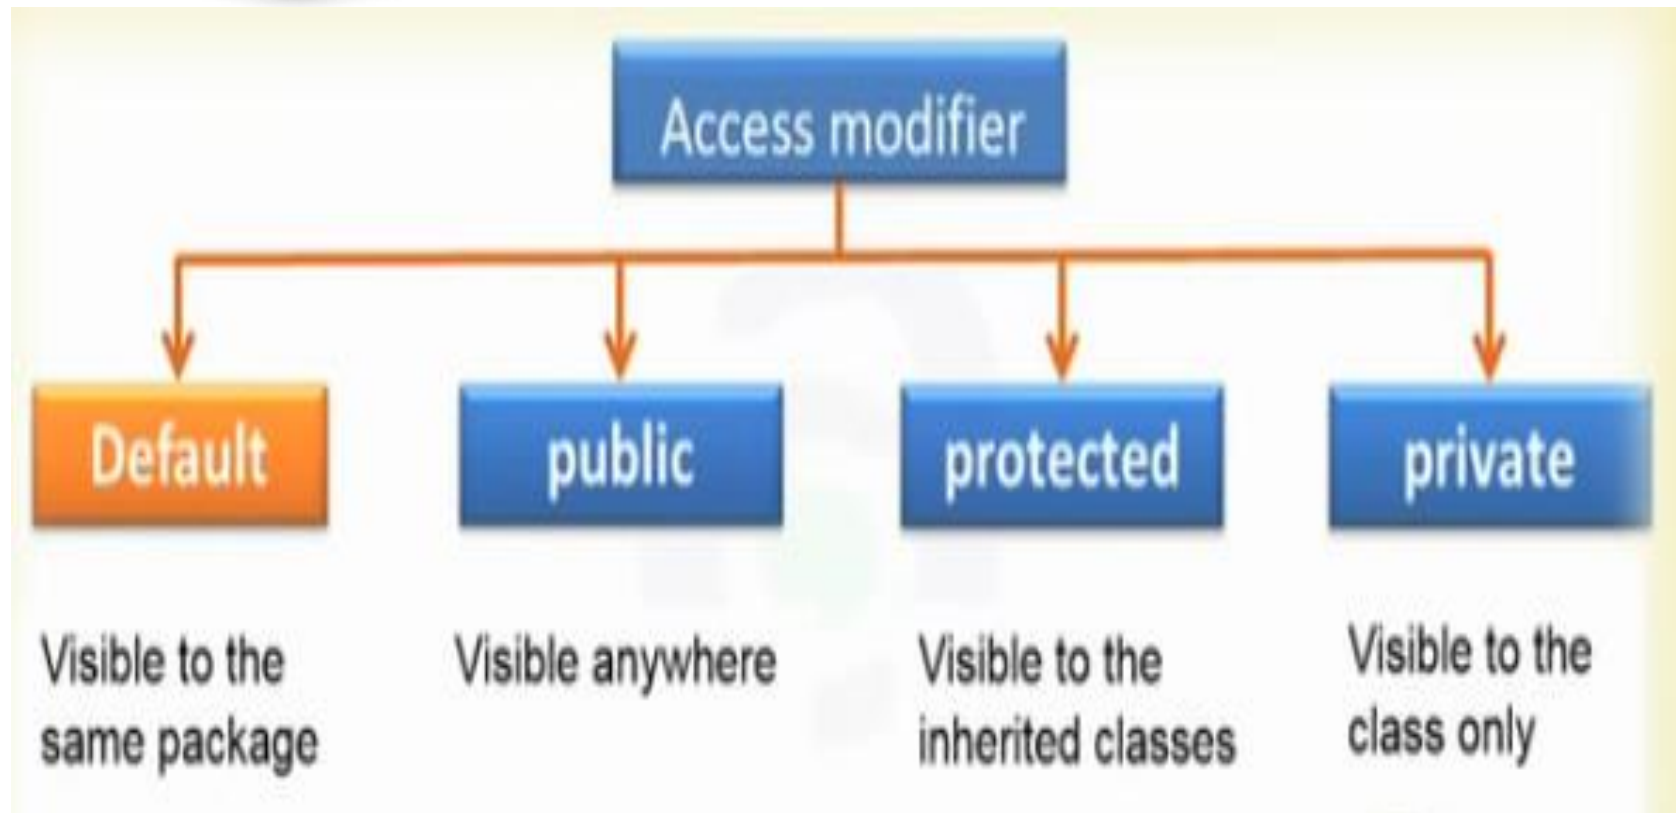 Access modifier
Default
public
protected
private
Visible to the
same package
Visible anywhere
Visible to the
inherited classes
Visible to the
class only